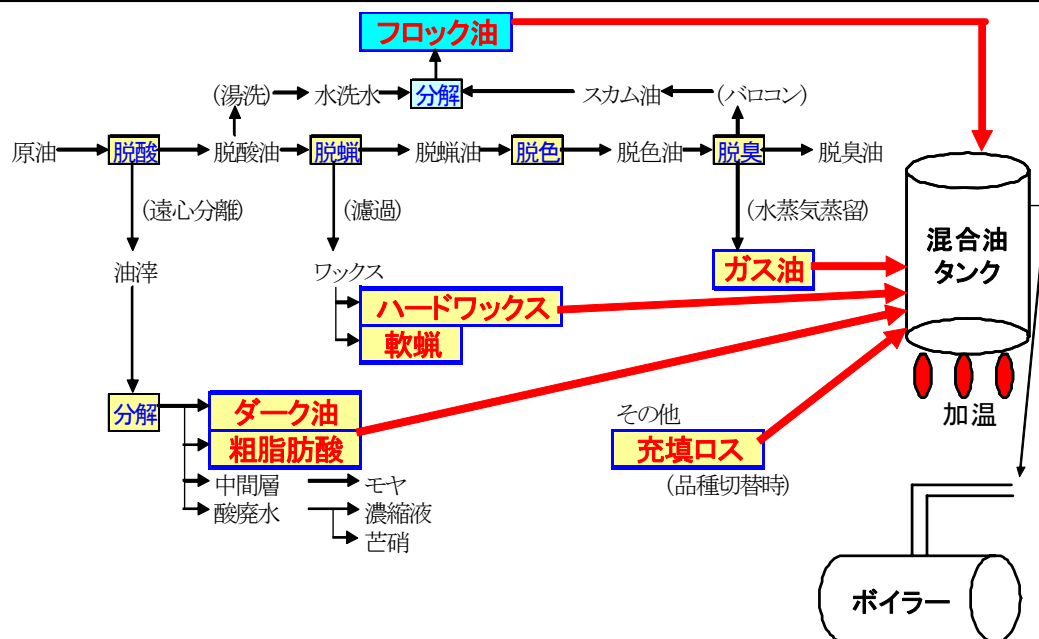 フロック油
(湯洗)
水洗水
分解
スカム油
(バロコン)
原油
脱酸
脱酸油
脱蝋
脱蝋油
脱色
脱色油
脱臭
脱臭油
(遠心分離)
(濾過)
(水蒸気蒸留)
混合油
タンク
油滓
ワックス
ガス油
ハードワックス
軟蝋
加温
分解
ダーク油
粗脂肪酸
その他
充填ロス
(品種切替時)
中間層
モヤ
酸廃水
濃縮液
芒硝
ボイラー